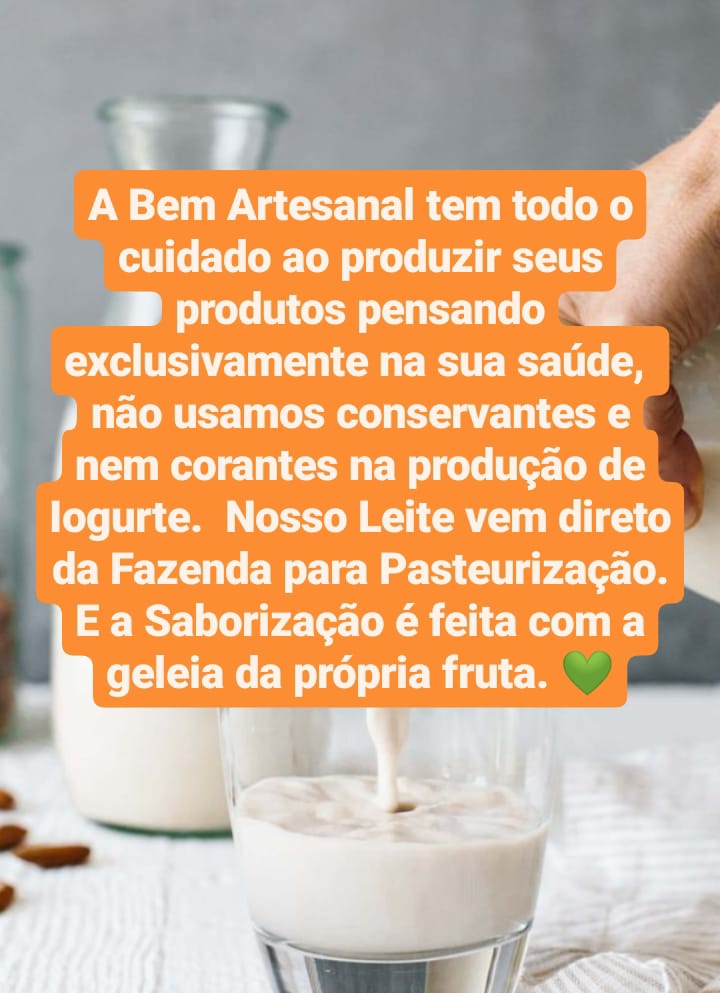 A Bem Artesanal tem todo o
cuidado ao produzir seus
produtos pensando
exclusivamente na sua saúde,
não usamos conservantes e
nem corantes na produção de
Iogurte.  Nosso Leite vem direto
da Fazenda para Pasteurização.
E a Saborização é feita com a
geleia da própria fruta. 💚